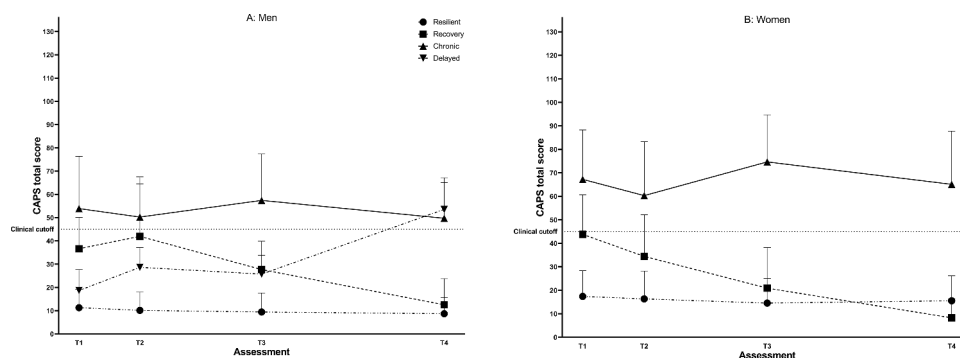 A: Men
Resilient
Recovery
Chronic
Delayed
CAPS total score
130
120
110
100
90
80
70
60
50
Clinical cutoff
40
30
20
10
0
T1 T2 T3 T4
Assessment
B: Women
CAPS total score
130
120
110
100
90
80
70
60
50
Clinical cutoff
40
30
20
10
0
T1 T2 T3 T4
Assessment